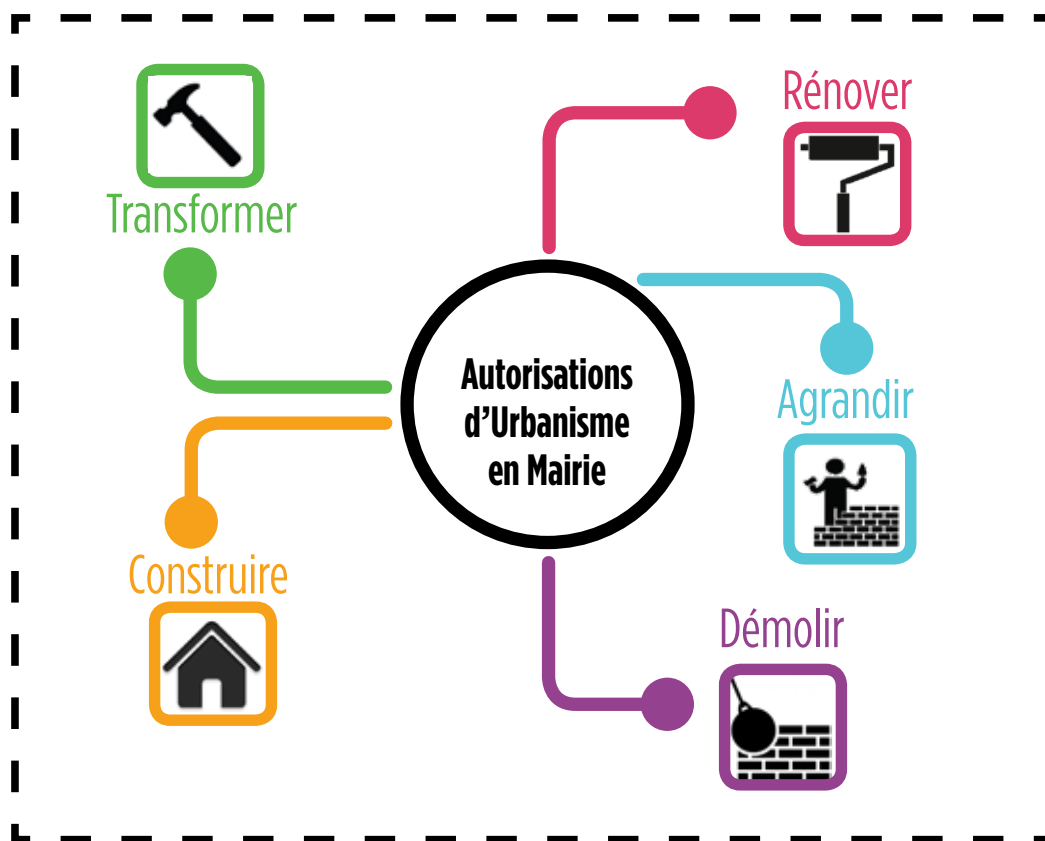 Transformer
Rénover
Autorisations
d'Urbanisme
en Mairie
Agrandir
Construire
Démolir